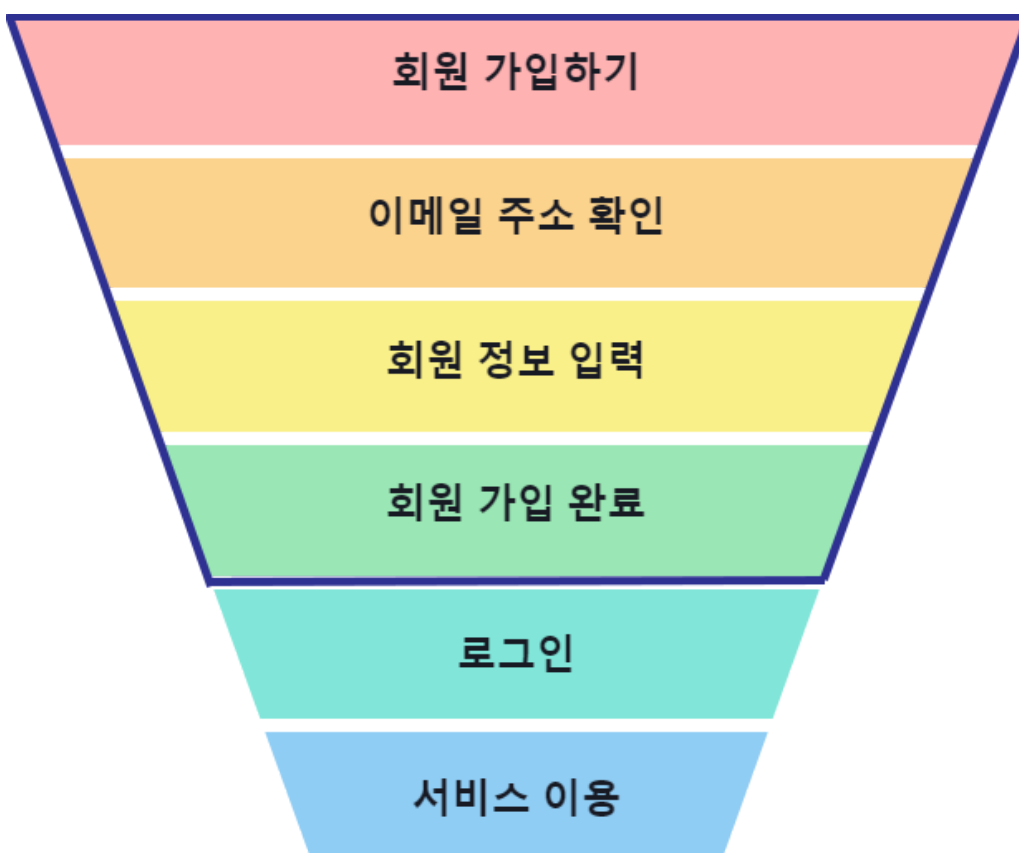 회원 가입하기
이메일 주소 확인
회원 정보 입력
회원 가입 완료
로그인
서비스 이용